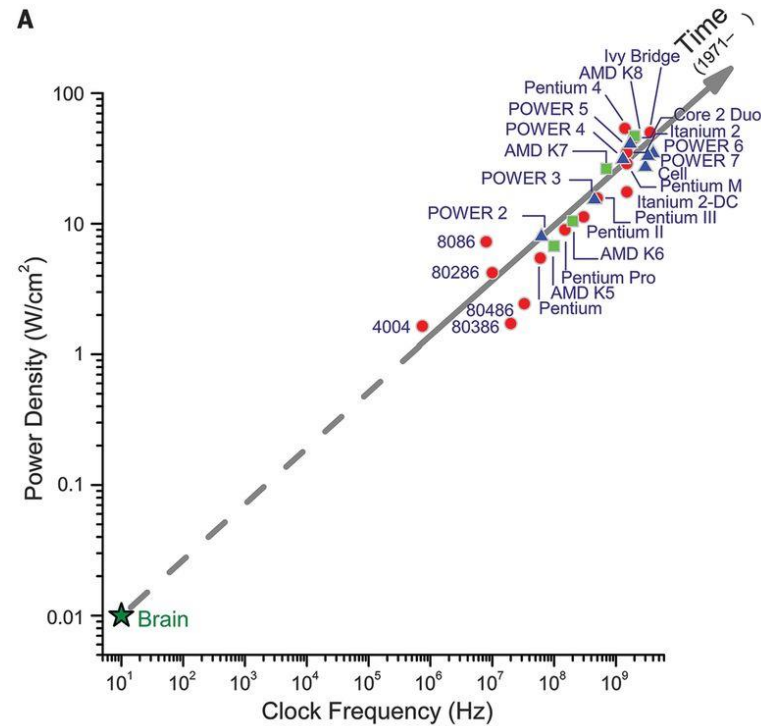 A
Time
(1971– )
Ivy Bridge
AMD K8
Pentium 4
Core 2 Duo
POWER 5
Itanium 2
POWER 4
POWER 6
AMD K7
POWER 7
Cell
POWER 3
Pentium M
Itanium 2-DC
Pentium III
POWER 2
Pentium II
8086
AMD K6
80286
Pentium Pro
AMD K5
80486
Pentium
4004
80386
Brain
Power Density (W/cm²)
100
10
1
0.1
0.01
10¹ 10² 10³ 10⁴ 10⁵ 10⁶ 10⁷ 10⁸ 10⁹
Clock Frequency (Hz)